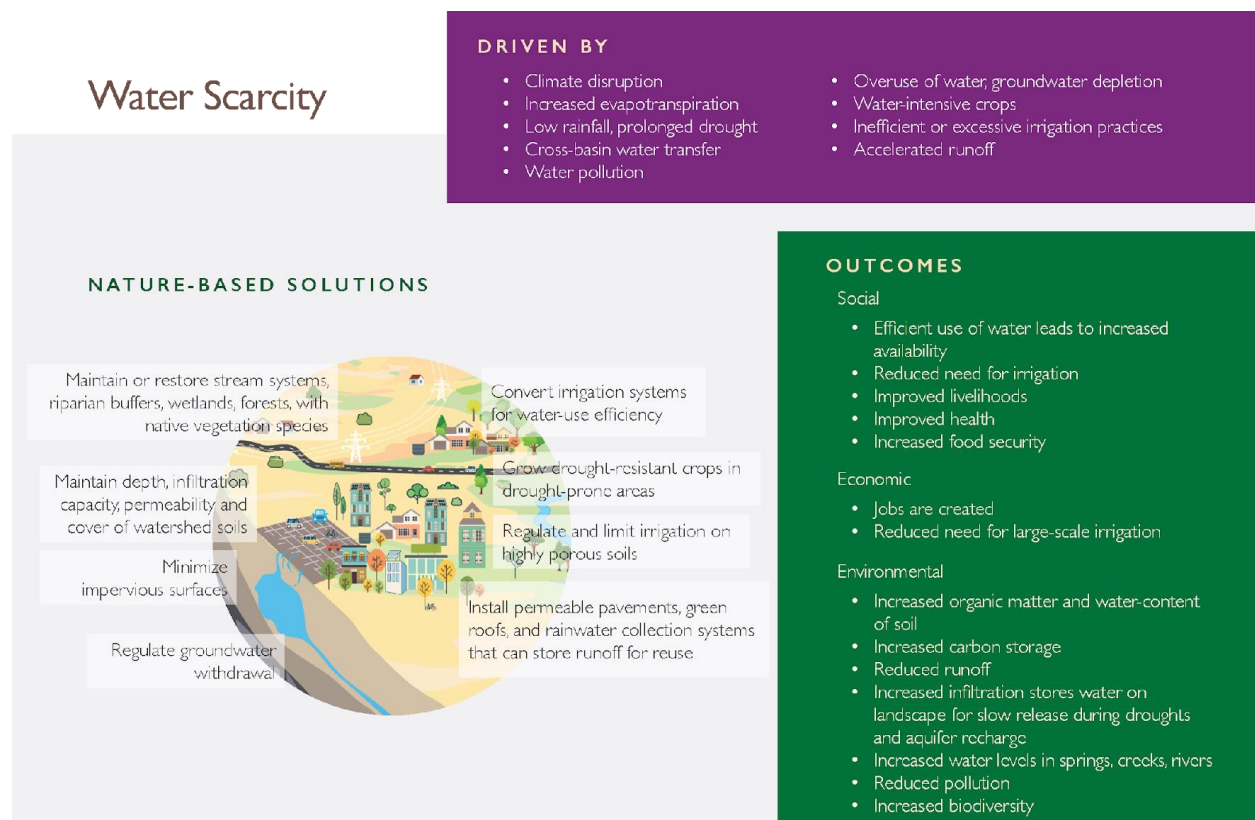 Water Scarcity
DRIVEN BY
• Climate disruption
• Increased evapotranspiration
• Low rainfall, prolonged drought
• Cross-basin water transfer
• Water pollution
• Overuse of water, groundwater depletion
• Water-intensive crops
• Inefficient or excessive irrigation practices
• Accelerated runoff
NATURE-BASED SOLUTIONS
Maintain or restore stream systems,
riparian buffers, wetlands, forests, with
native vegetation species
Maintain depth, infiltration
capacity, permeability and
cover of watershed soils
Minimize
impervious surfaces
Regulate groundwater
withdrawal
Convert irrigation systems
for water-use efficiency
Grow drought-resistant crops in
drought-prone areas
Regulate and limit irrigation on
highly porous soils
Install permeable pavements, green
roofs, and rainwater collection systems
that can store runoff for reuse
OUTCOMES
Social
• Efficient use of water leads to increased
availability
• Reduced need for irrigation
• Improved livelihoods
• Improved health
• Increased food security
Economic
• Jobs are created
• Reduced need for large-scale irrigation
Environmental
• Increased organic matter and water-content
of soil
• Increased carbon storage
• Reduced runoff
• Increased infiltration stores water on
landscape for slow release during droughts
and aquifer recharge
• Increased water levels in springs, creeks, rivers
• Reduced pollution
• Increased biodiversity